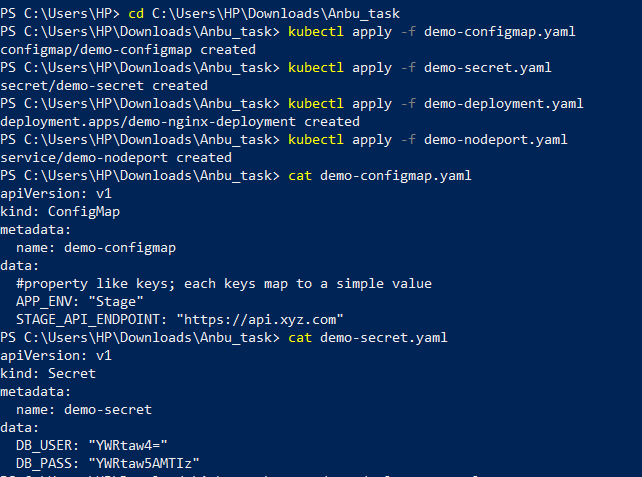 PS C:\Users\HP> cd C:\Users\HP\Downloads\Anbu_task
PS C:\Users\HP\Downloads\Anbu_task> kubectl apply -f demo-configmap.yaml
configmap/demo-configmap created
PS C:\Users\HP\Downloads\Anbu_task> kubectl apply -f demo-secret.yaml
secret/demo-secret created
PS C:\Users\HP\Downloads\Anbu_task> kubectl apply -f demo-deployment.yaml
deployment.apps/demo-nginx-deployment created
PS C:\Users\HP\Downloads\Anbu_task> kubectl apply -f demo-nodeport.yaml
service/demo-nodeport created
PS C:\Users\HP\Downloads\Anbu_task> cat demo-configmap.yaml
apiVersion: v1
kind: ConfigMap
metadata:
  name: demo-configmap
data:
  #property like keys; each keys map to a simple value
  APP_ENV: "Stage"
  STAGE_API_ENDPOINT: "https://api.xyz.com"
PS C:\Users\HP\Downloads\Anbu_task> cat demo-secret.yaml
apiVersion: v1
kind: Secret
metadata:
  name: demo-secret
data:
  DB_USER: "YWRtaw4="
  DB_PASS: "YWRtaw5AMTIz"